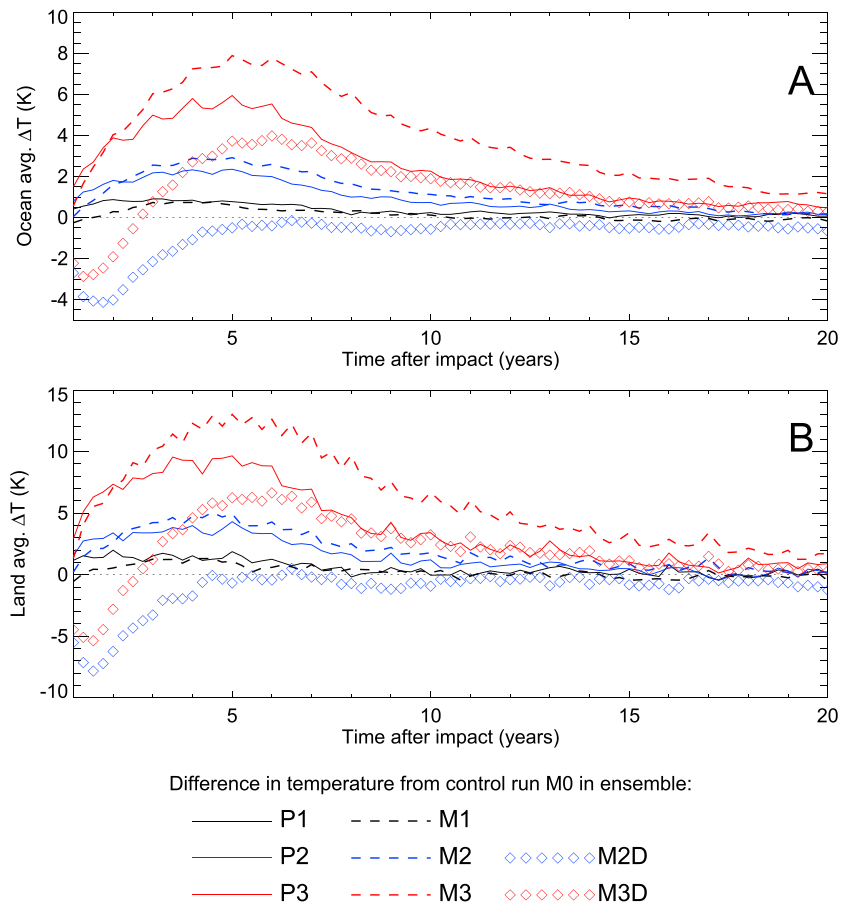 A
Ocean avg. ΔT (K)
10
8
6
4
2
0
-2
-4
5 10 15 20
Time after impact (years)
B
Land avg. ΔT (K)
15
10
5
0
-5
-10
5 10 15 20
Time after impact (years)
Difference in temperature from control run M0 in ensemble:
P1 M1
P2 M2 M2D
P3 M3 M3D